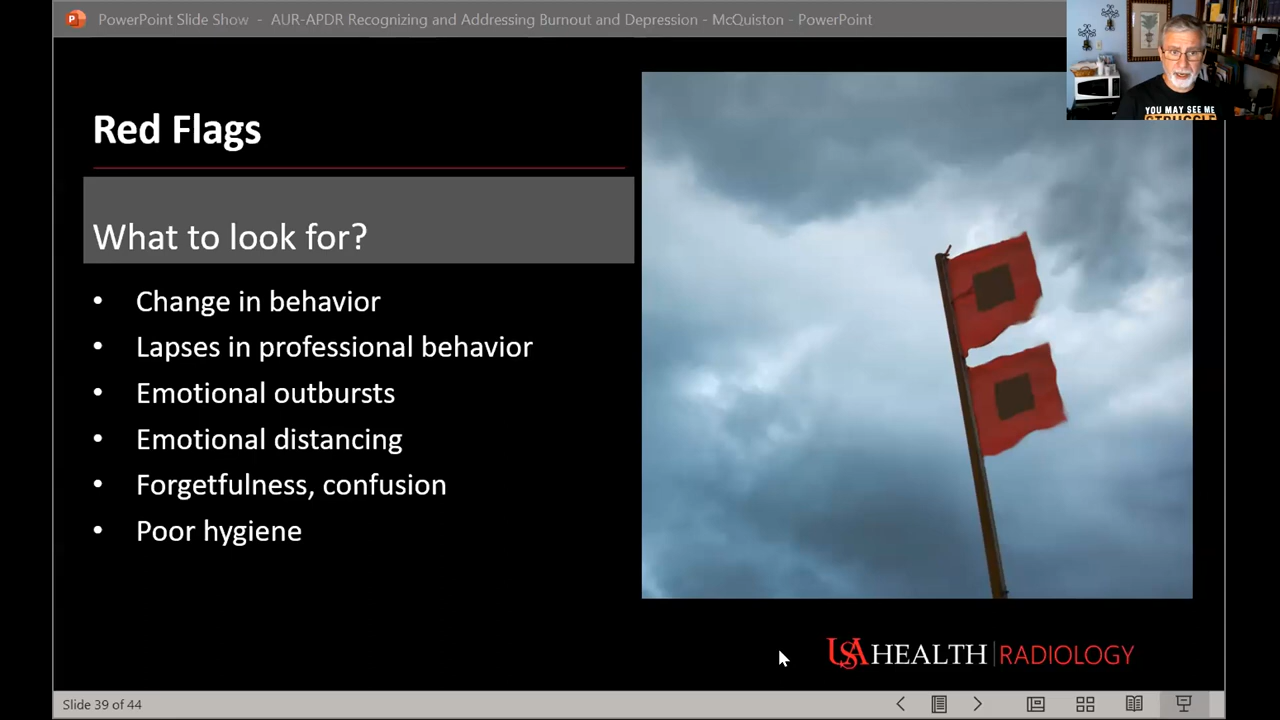 PowerPoint Slide Show - AUR-APDR Recognizing and Addressing Burnout and Depression - McQuiston - PowerPoint
YOU MAY SEE ME
STRUGGLE
Red Flags
What to look for?
• Change in behavior
• Lapses in professional behavior
• Emotional outbursts
• Emotional distancing
• Forgetfulness, confusion
• Poor hygiene
USA HEALTH | RADIOLOGY
Slide 39 of 44